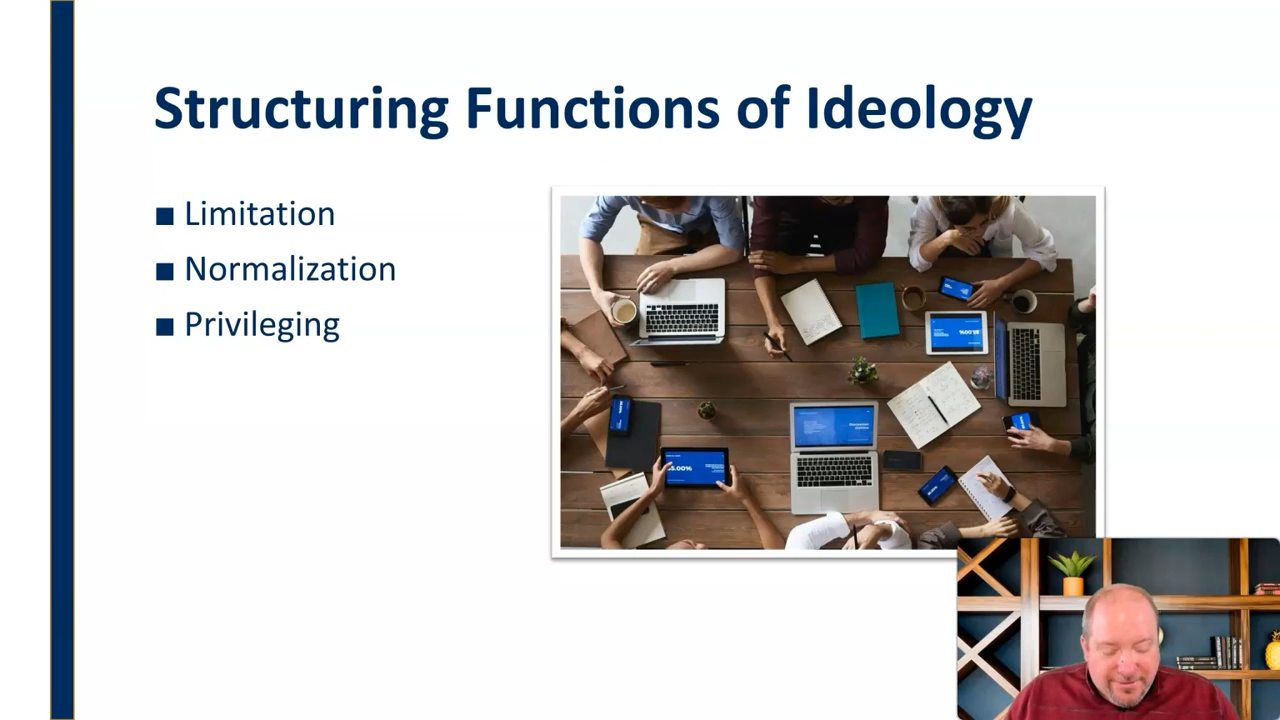 Structuring Functions of Ideology
■ Limitation
■ Normalization
■ Privileging